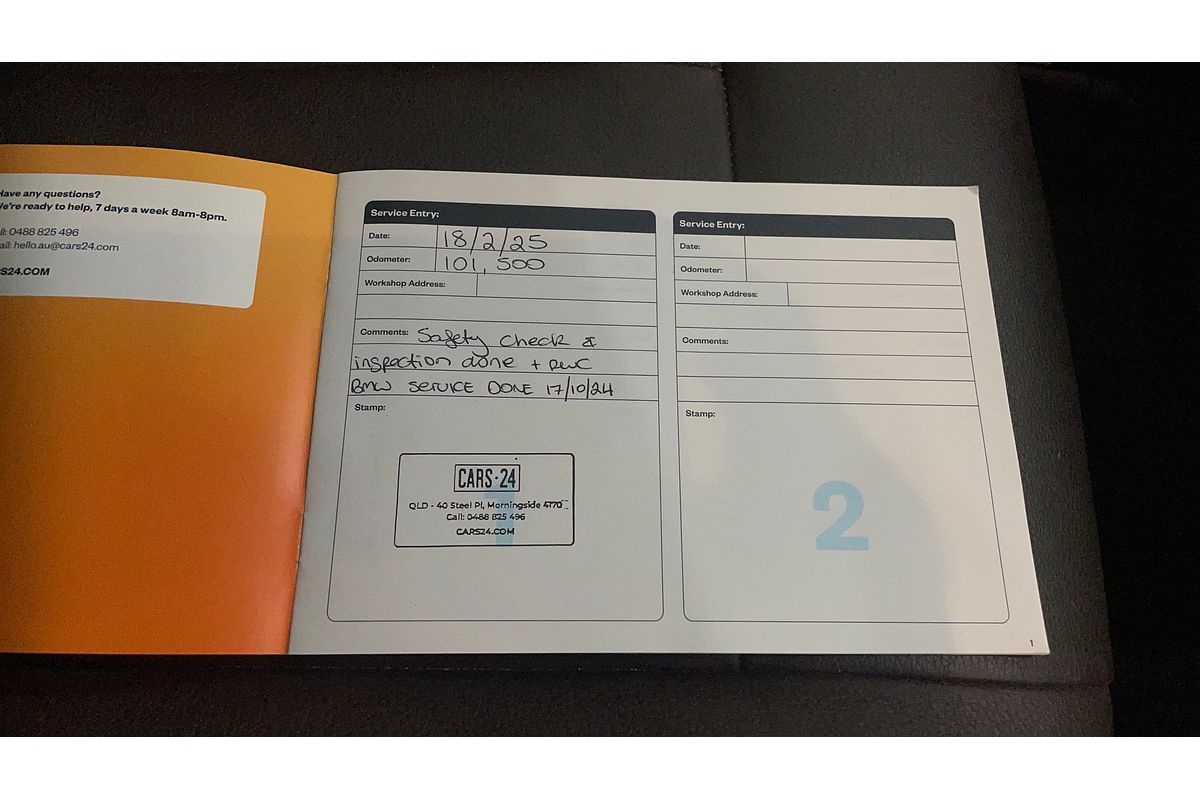 Have any questions?
We're ready to help, 7 days a week 8am-8pm.
0488 825 496
hello.au@cars24.com
S24.COM
Service Entry:
Date: 18/2/25
Odometer: 101, 500
Workshop Address:
Comments: Safety check &
inspection done + RWC
BMW SERVICE DONE 17/10/24
Stamp:
CARS·24
1
QLD - 40 Steel Pl, Morningside 4170
Call: 0488 825 496
CARS24.COM
Service Entry:
Date:
Odometer:
Workshop Address:
Comments:
Stamp:
2
1